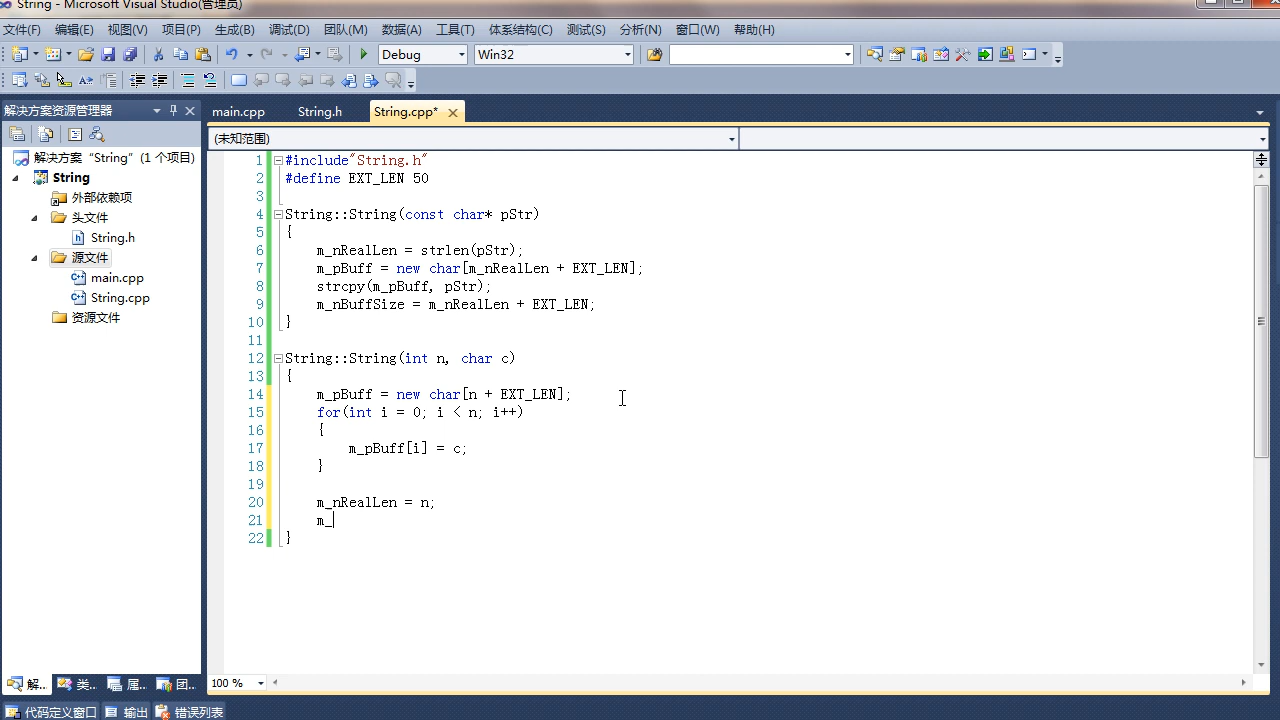 String - Microsoft Visual Studio(管理员)
文件(F) 编辑(E) 视图(V) 项目(P) 生成(B) 调试(D) 团队(M) 数据(A) 工具(T) 体系结构(C) 测试(S) 分析(N) 窗口(W) 帮助(H)
Debug Win32
解决方案资源管理器
main.cpp String.h String.cpp*
(未知范围)
解决方案 "String" (1 个项目)
String
外部依赖项
头文件
String.h
源文件
main.cpp
String.cpp
资源文件
1 #include"String.h"
2 #define EXT_LEN 50
3
4 String::String(const char* pStr)
5 {
6 m_nRealLen = strlen(pStr);
7 m_pBuff = new char[m_nRealLen + EXT_LEN];
8 strcpy(m_pBuff, pStr);
9 m_nBuffSize = m_nRealLen + EXT_LEN;
10 }
11
12 String::String(int n, char c)
13 {
14 m_pBuff = new char[n + EXT_LEN];
15 for(int i = 0; i < n; i++)
16 {
17 m_pBuff[i] = c;
18 }
19
20 m_nRealLen = n;
21 m_
22 }
100 %
解... 类... 属... 团...
代码定义窗口 输出 错误列表